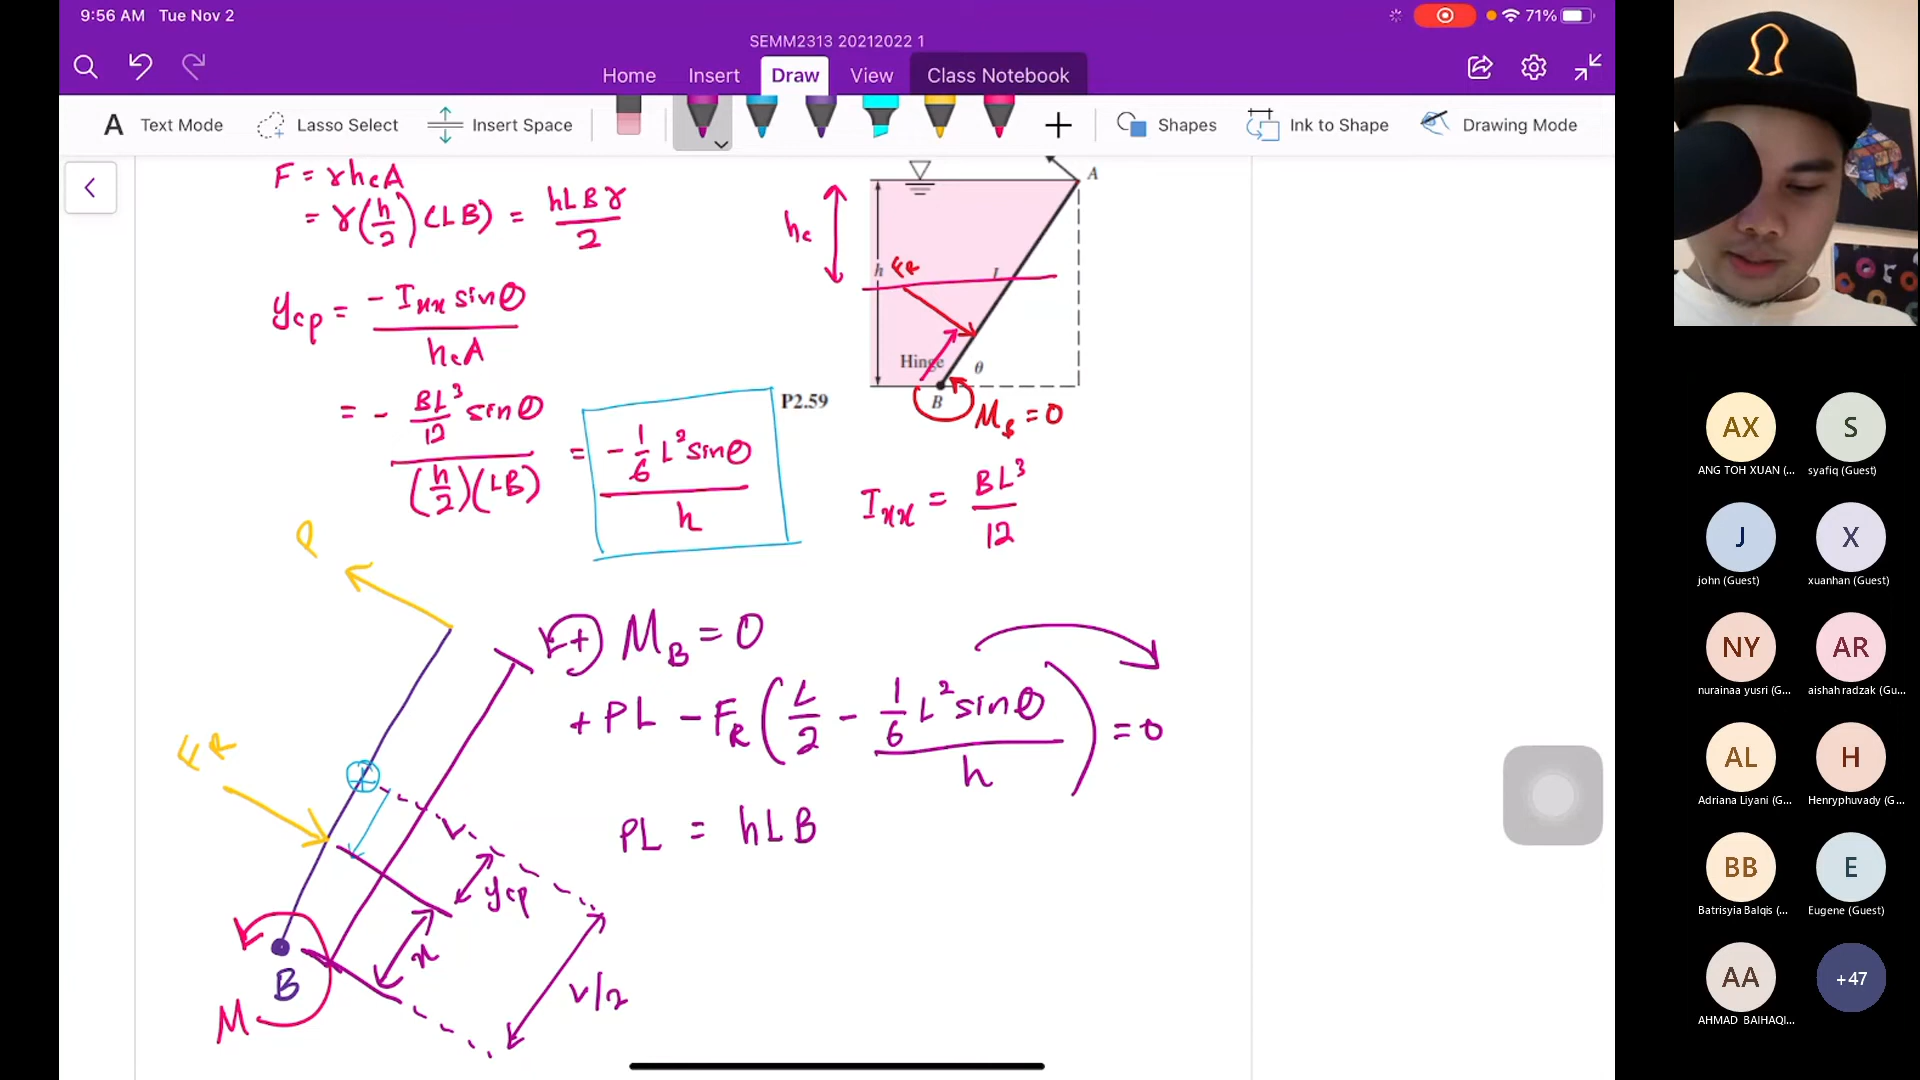 9:56 AM Tue Nov 2
71%
SEMM2313 20212022 1
Home Insert Draw View Class Notebook
A Text Mode Lasso Select Insert Space Shapes Ink to Shape Drawing Mode
F = γhcA
= γ(h/2)(LB) = hLBγ/2
ycp = -Ixx sinθ / hcA
= - BL³/12 sinθ / (h/2)(LB) = -1/6 L² sinθ / h
hc
h
FR
A
Hinge
θ
B
P2.59
MB = 0
Ixx = BL³/12
P
FR
B
M
ycp
x
L/2
+ MB = 0
+ PL - FR (L/2 - 1/6 L² sinθ / h) = 0
PL = hLB
AX S
ANG TOH XUAN (... syafiq (Guest)
J X
john (Guest) xuanhan (Guest)
NY AR
nurainaa yusri (G... aishah radzak (Gu...
AL H
Adriana Liyani (G... Henryphuvady (G...
BB E
Batrisyia Balqis (... Eugene (Guest)
AA +47
AHMAD BAIHAQI...